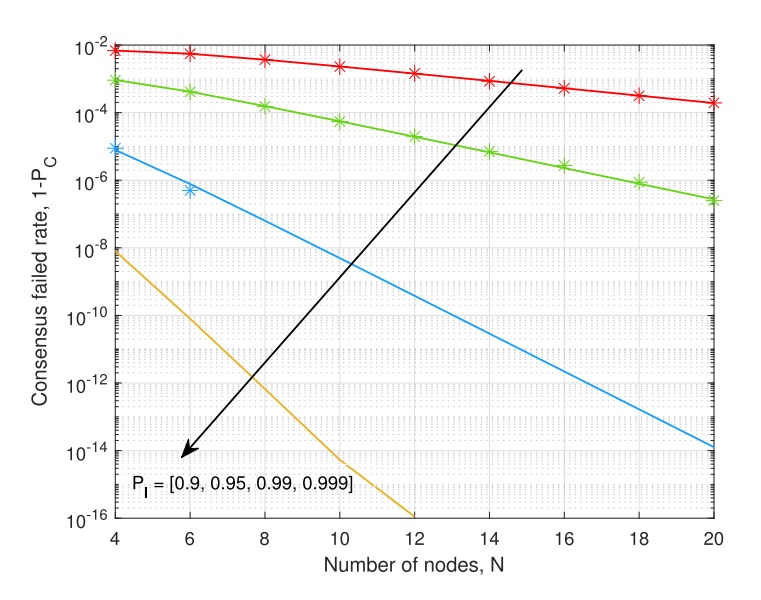 10-2
10-4
10-6
10-8
10-10
10-12
10-14
10-16
Consensus failed rate, 1-PC
PI = [0.9, 0.95, 0.99, 0.999]
4 6 8 10 12 14 16 18 20
Number of nodes, N